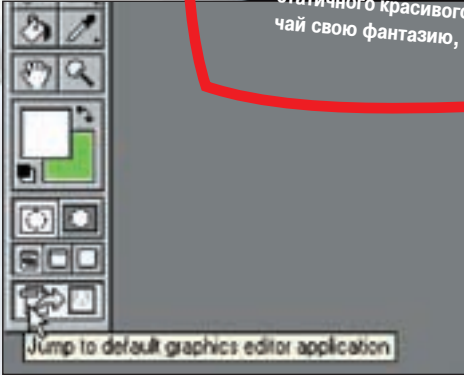 статичного красивого
чай свою фантазию,
Jump to default graphics editor application